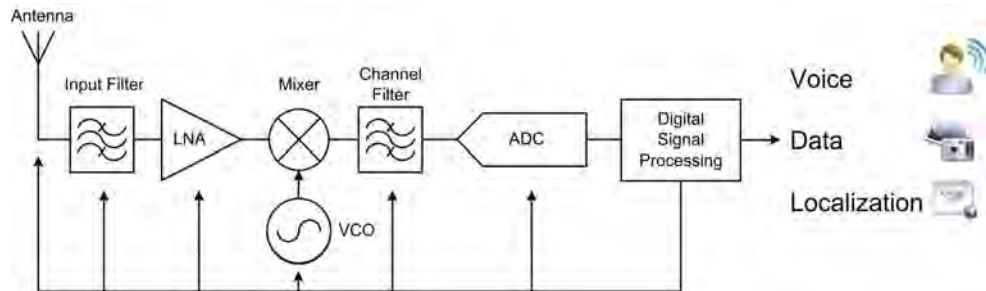 Antenna
Input Filter
LNA
Mixer
Channel
Filter
ADC
Digital
Signal
Processing
VCO
Voice
Data
Localization